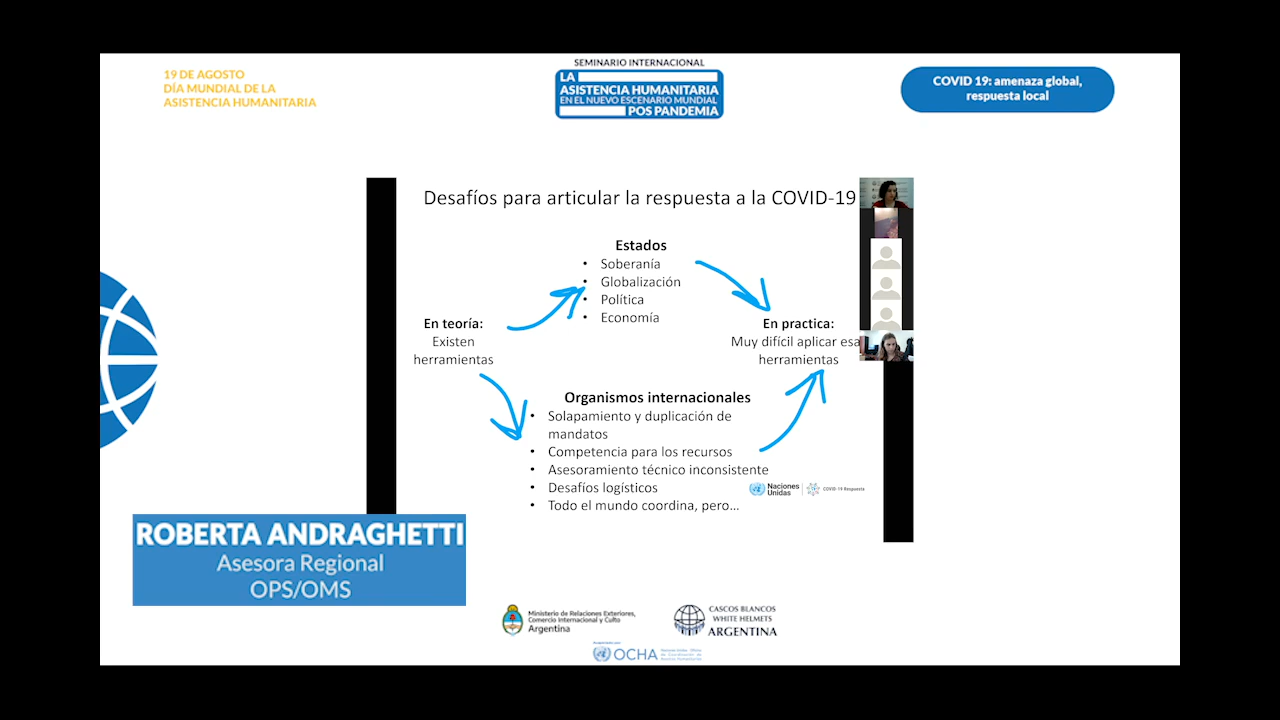 19 DE AGOSTO
DÍA MUNDIAL DE LA
ASISTENCIA HUMANITARIA
SEMINARIO INTERNACIONAL
LA
ASISTENCIA HUMANITARIA
EN EL NUEVO ESCENARIO MUNDIAL
POS PANDEMIA
COVID 19: amenaza global,
respuesta local
Desafíos para articular la respuesta a la COVID-19
Estados
• Soberanía
• Globalización
• Política
• Economía
En teoría:
Existen
herramientas
En practica:
Muy difícil aplicar esa
herramientas
Organismos internacionales
• Solapamiento y duplicación de
mandatos
• Competencia para los recursos
• Asesoramiento técnico inconsistente
• Desafíos logísticos
• Todo el mundo coordina, pero...
Naciones
Unidas
COVID-19 Respuesta
ROBERTA ANDRAGHETTI
Asesora Regional
OPS/OMS
Ministerio de Relaciones Exteriores,
Comercio Internacional y Culto
Argentina
CASCOS BLANCOS
WHITE HELMETS
ARGENTINA
OCHA